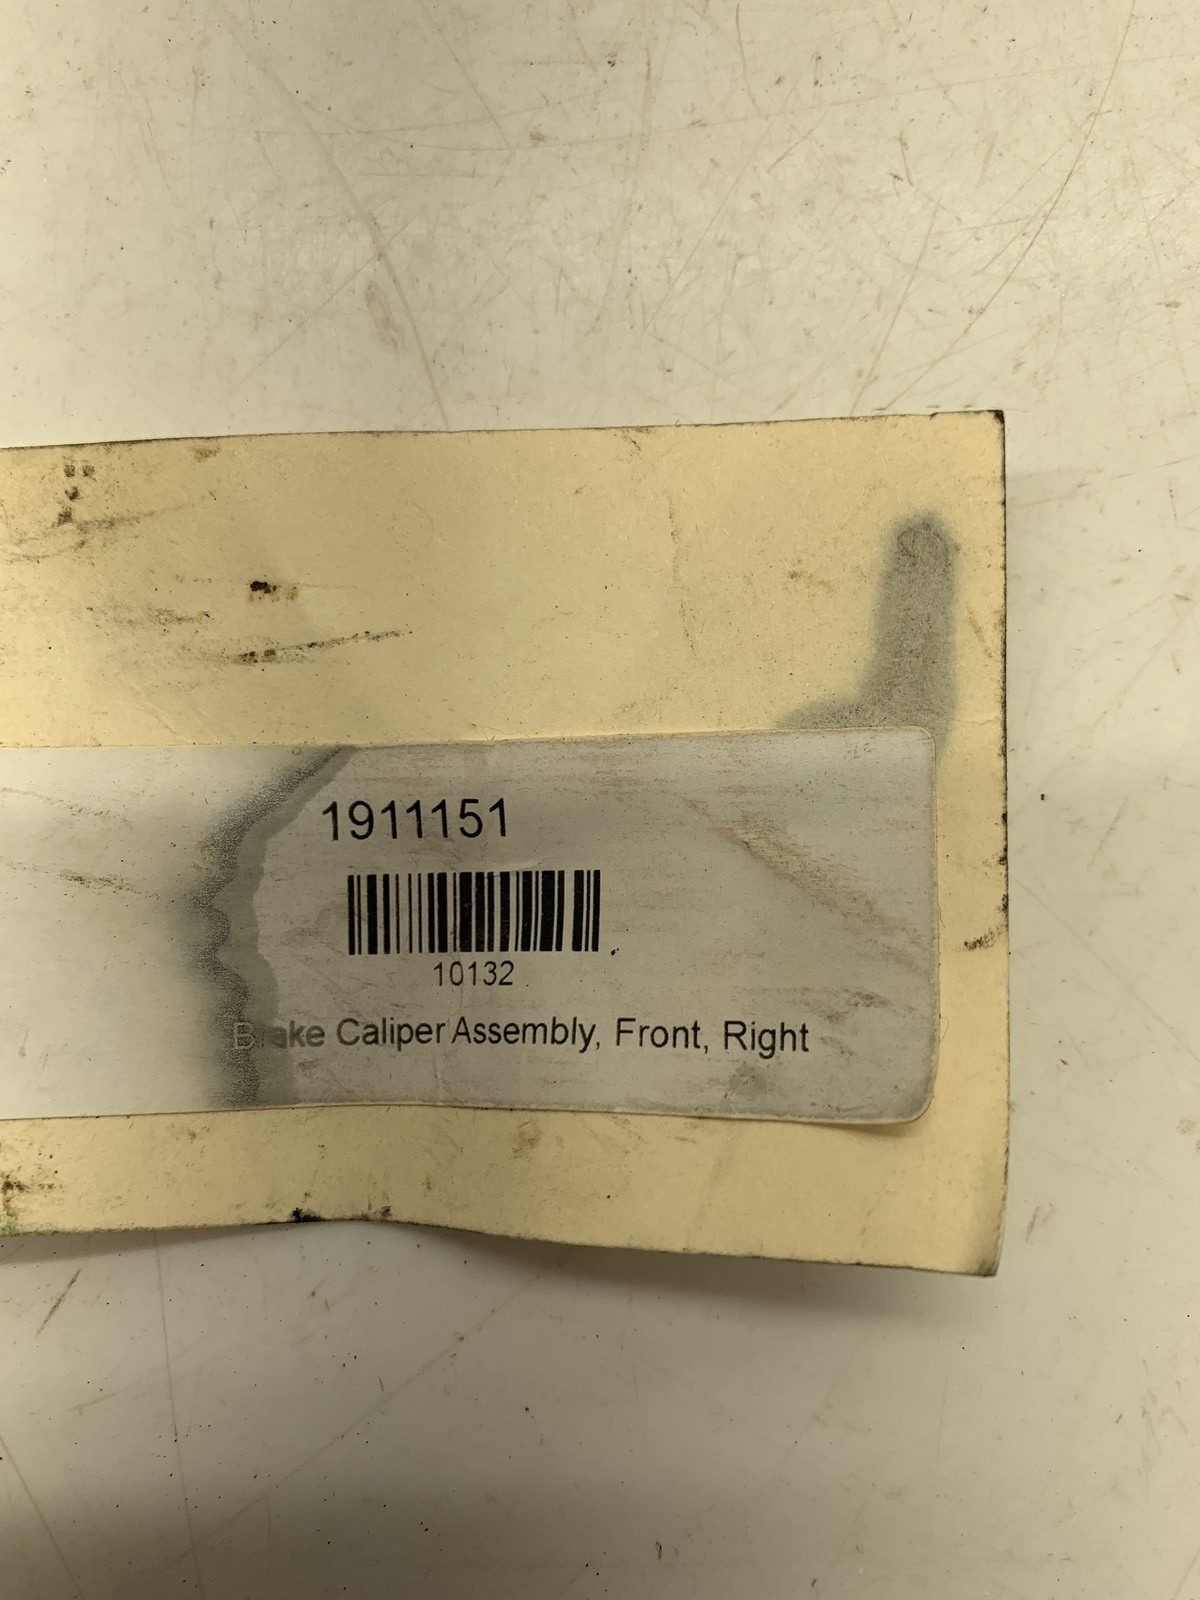 1911151
10132
Brake Caliper Assembly, Front, Right